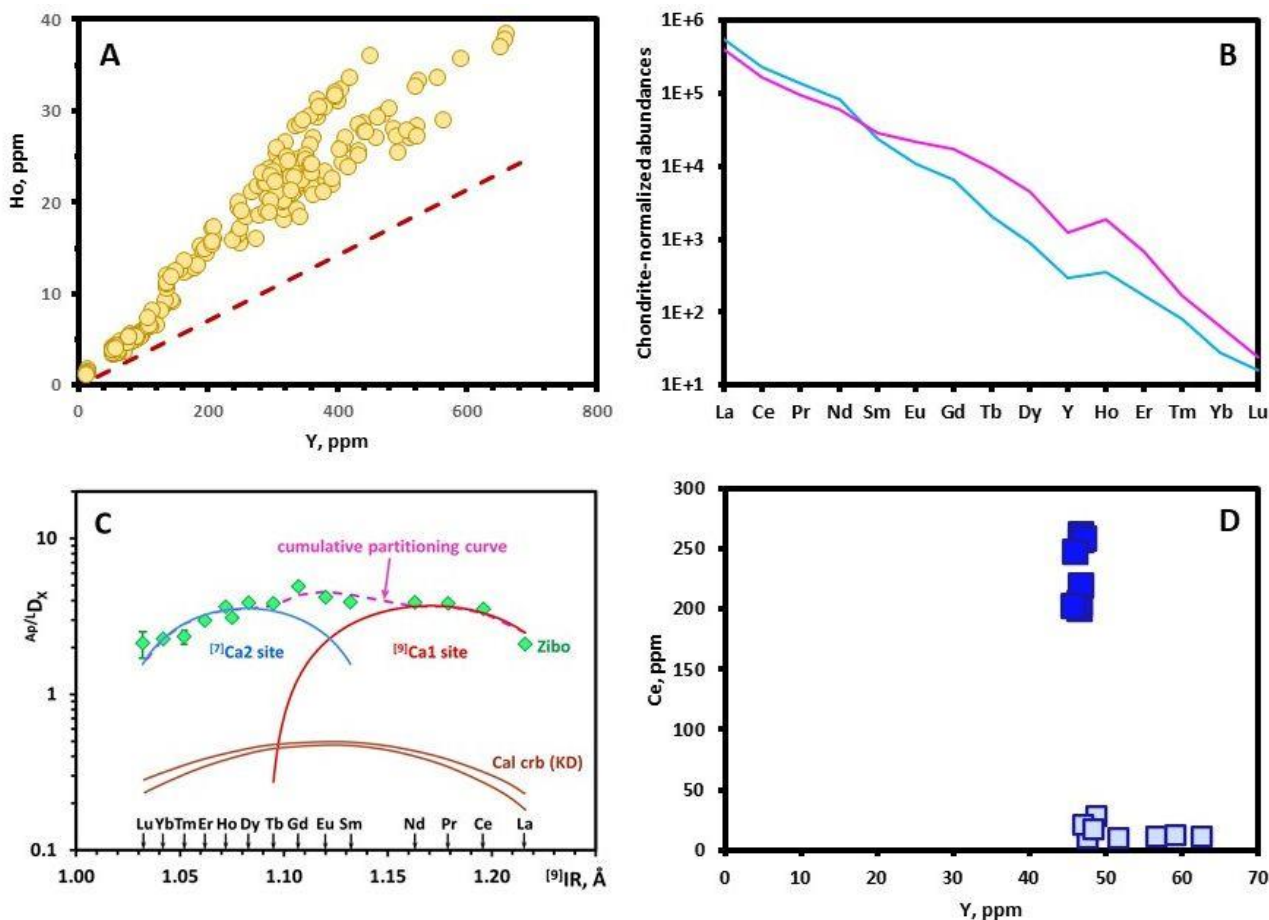 A
Ho, ppm
40
30
20
10
0
0 200 400 600 800
Y, ppm
B
Chondrite-normalized abundances
1E+6
1E+5
1E+4
1E+3
1E+2
1E+1
La Ce Pr Nd Sm Eu Gd Tb Dy Y Ho Er Tm Yb Lu
C
Ap/LDX
10
1
0.1
cumulative partitioning curve
[7]Ca2 site
[9]Ca1 site
Zibo
Cal crb (KD)
Lu Yb Tm Er Ho Dy Tb Gd Eu Sm Nd Pr Ce La
1.00 1.05 1.10 1.15 1.20 [9]IR, Å
D
Ce, ppm
300
250
200
150
100
50
0
0 10 20 30 40 50 60 70
Y, ppm